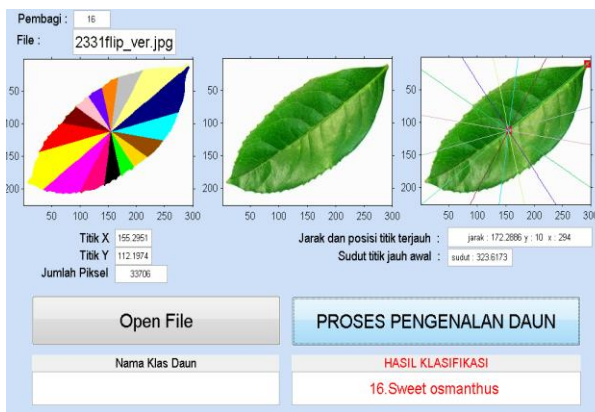 Pembagi : 16
File : 2331flip_ver.jpg
50 50 50
100 100 100
150 150 150
200 200 200
50 100 150 200 250 300 50 100 150 200 250 300 50 100 150 200 250 300
Titik X 155.2951 Jarak dan posisi titik terjauh : jarak : 172.2886 y : 10 x : 294
Titik Y 112.1974 Sudut titik jauh awal : sudut : 323.6173
Jumlah Piksel 33706
Open File PROSES PENGENALAN DAUN
Nama Klas Daun HASIL KLASIFIKASI
16.Sweet osmanthus